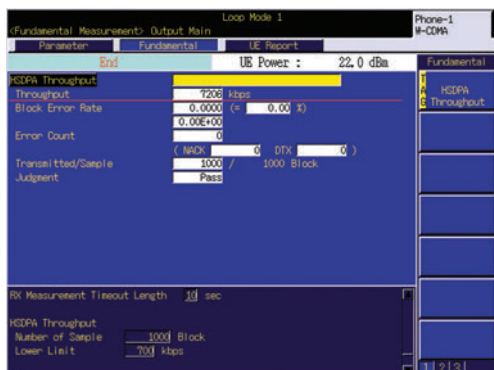 Loop Mode 1
<Fundamental Measurement> Output Main
Phone-1
W-CDMA
Parameter Fundamental UE Report
End UE Power : 22.0 dBm Fundamental
HSDPA Throughput
Throughput 7206 kbps
TAG HSDPA Throughput
Block Error Rate 0.0000 (= 0.00 %)
0.00E+00
Error Count 0
( NACK 0 DTX 0 )
Transmitted/Sample 1000 / 1000 Block
Judgment Pass
RX Measurement Timeout Length 10 sec
HSDPA Throughput
Number of Sample 1000 Block
Lower Limit 700 kbps
1 2 3